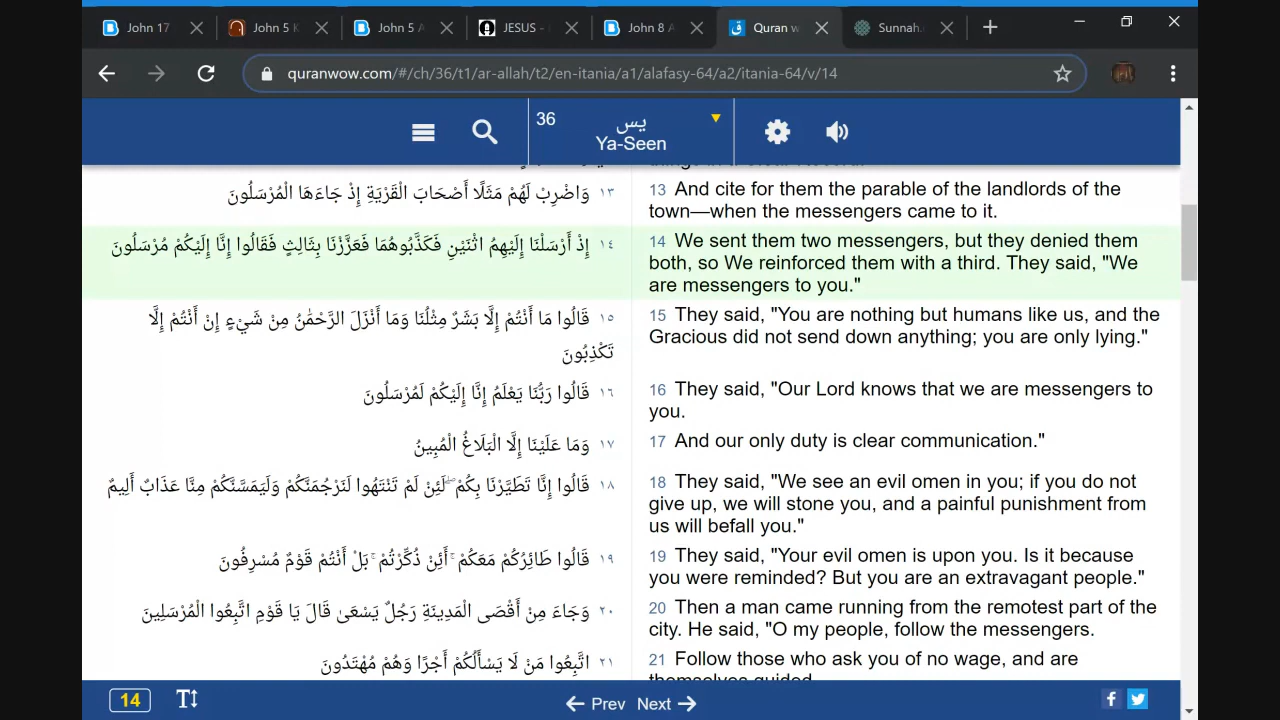 John 17
John 5 K
John 5 A
JESUS -
John 8 A
Quran w
Sunnah.
quranwow.com/#/ch/36/t1/ar-allah/t2/en-itania/a1/alafasy-64/a2/itania-64/v/14
36 يس
Ya-Seen
١٣ وَاضْرِبْ لَهُمْ مَثَلًا أَصْحَابَ الْقَرْيَةِ إِذْ جَاءَهَا الْمُرْسَلُونَ
13 And cite for them the parable of the landlords of the
town—when the messengers came to it.
١٤ إِذْ أَرْسَلْنَا إِلَيْهِمُ اثْنَيْنِ فَكَذَّبُوهُمَا فَعَزَّزْنَا بِثَالِثٍ فَقَالُوا إِنَّا إِلَيْكُمْ مُرْسَلُونَ
14 We sent them two messengers, but they denied them
both, so We reinforced them with a third. They said, "We
are messengers to you."
١٥ قَالُوا مَا أَنْتُمْ إِلَّا بَشَرٌ مِثْلُنَا وَمَا أَنْزَلَ الرَّحْمَٰنُ مِنْ شَيْءٍ إِنْ أَنْتُمْ إِلَّا
تَكْذِبُونَ
15 They said, "You are nothing but humans like us, and the
Gracious did not send down anything; you are only lying."
١٦ قَالُوا رَبُّنَا يَعْلَمُ إِنَّا إِلَيْكُمْ لَمُرْسَلُونَ
16 They said, "Our Lord knows that we are messengers to
you.
١٧ وَمَا عَلَيْنَا إِلَّا الْبَلَاغُ الْمُبِينُ
17 And our only duty is clear communication."
١٨ قَالُوا إِنَّا تَطَيَّرْنَا بِكُمْ ۖ لَئِنْ لَمْ تَنْتَهُوا لَنَرْجُمَنَّكُمْ وَلَيَمَسَّنَّكُمْ مِنَّا عَذَابٌ أَلِيمٌ
18 They said, "We see an evil omen in you; if you do not
give up, we will stone you, and a painful punishment from
us will befall you."
١٩ قَالُوا طَائِرُكُمْ مَعَكُمْ ۚ أَئِنْ ذُكِّرْتُمْ ۚ بَلْ أَنْتُمْ قَوْمٌ مُسْرِفُونَ
19 They said, "Your evil omen is upon you. Is it because
you were reminded? But you are an extravagant people."
٢٠ وَجَاءَ مِنْ أَقْصَى الْمَدِينَةِ رَجُلٌ يَسْعَىٰ قَالَ يَا قَوْمِ اتَّبِعُوا الْمُرْسَلِينَ
20 Then a man came running from the remotest part of the
city. He said, "O my people, follow the messengers.
٢١ اتَّبِعُوا مَنْ لَا يَسْأَلُكُمْ أَجْرًا وَهُمْ مُهْتَدُونَ
21 Follow those who ask you of no wage, and are
themselves guided
14
Prev Next